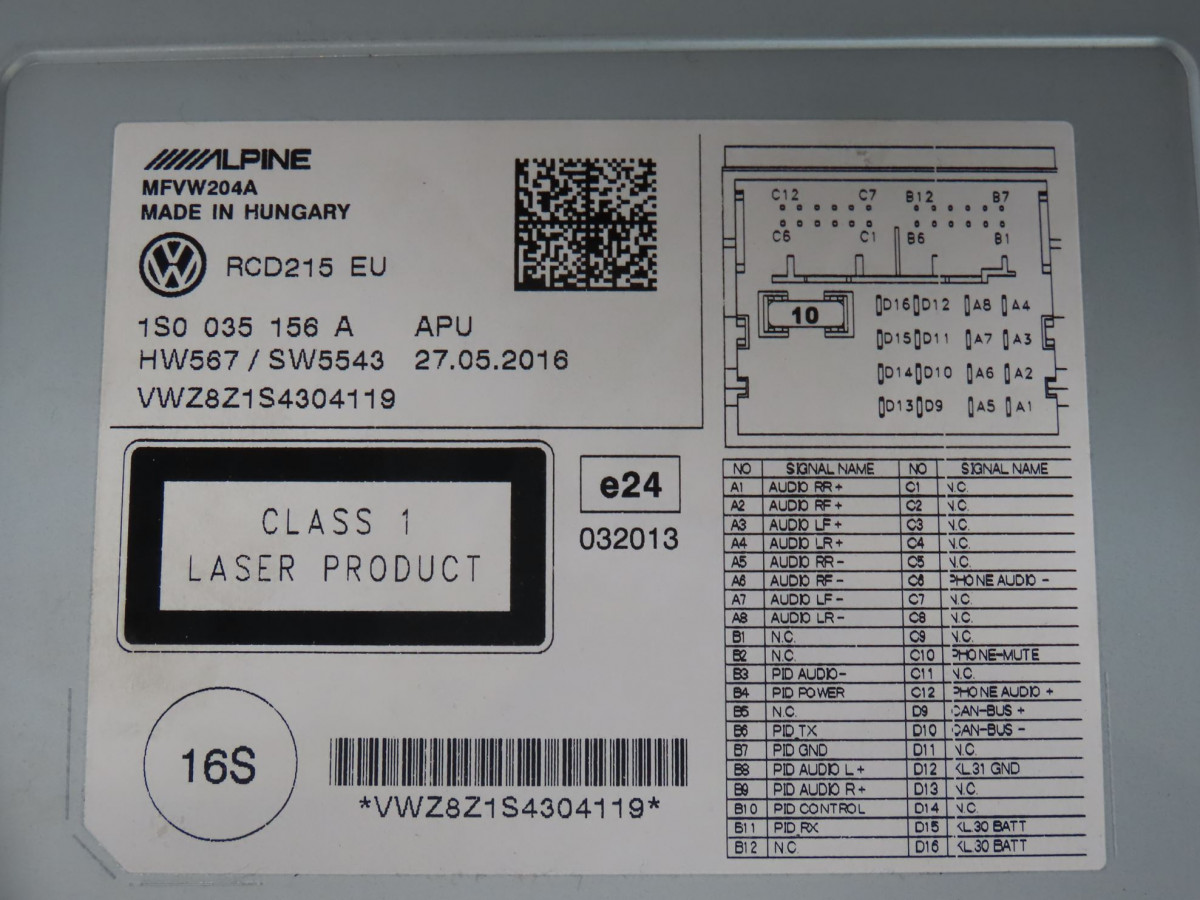 ALPINE
MFVW204A
MADE IN HUNGARY
RCD215 EU
1S0 035 156 A APU
HW567 / SW5543 27.05.2016
VWZ8Z1S4304119
CLASS 1
LASER PRODUCT
e24
032013
16S
*VWZ8Z1S4304119*
C12 C7 B12 B7
C6 C1 B6 B1
10
D16 D12 A8 A4
D15 D11 A7 A3
D14 D10 A6 A2
D13 D9 A5 A1
NO SIGNAL NAME NO SIGNAL NAME
A1 AUDIO RR+ C1 N.C.
A2 AUDIO RF+ C2 N.C.
A3 AUDIO LF+ C3 N.C.
A4 AUDIO LR+ C4 N.C.
A5 AUDIO RR- C5 N.C.
A6 AUDIO RF- C6 PHONE AUDIO -
A7 AUDIO LF- C7 N.C.
A8 AUDIO LR- C8 N.C.
B1 N.C. C9 N.C.
B2 N.C. C10 PHONE-MUTE
B3 PID AUDIO- C11 N.C.
B4 PID POWER C12 PHONE AUDIO +
B5 N.C. D9 CAN-BUS +
B6 PID_TX D10 CAN-BUS -
B7 PID GND D11 N.C.
B8 PID AUDIO L+ D12 KL.31 GND
B9 PID AUDIO R+ D13 N.C.
B10 PID CONTROL D14 N.C
B11 PID_RX D15 KL.30 BATT
B12 N.C. D16 KL.30 BATT